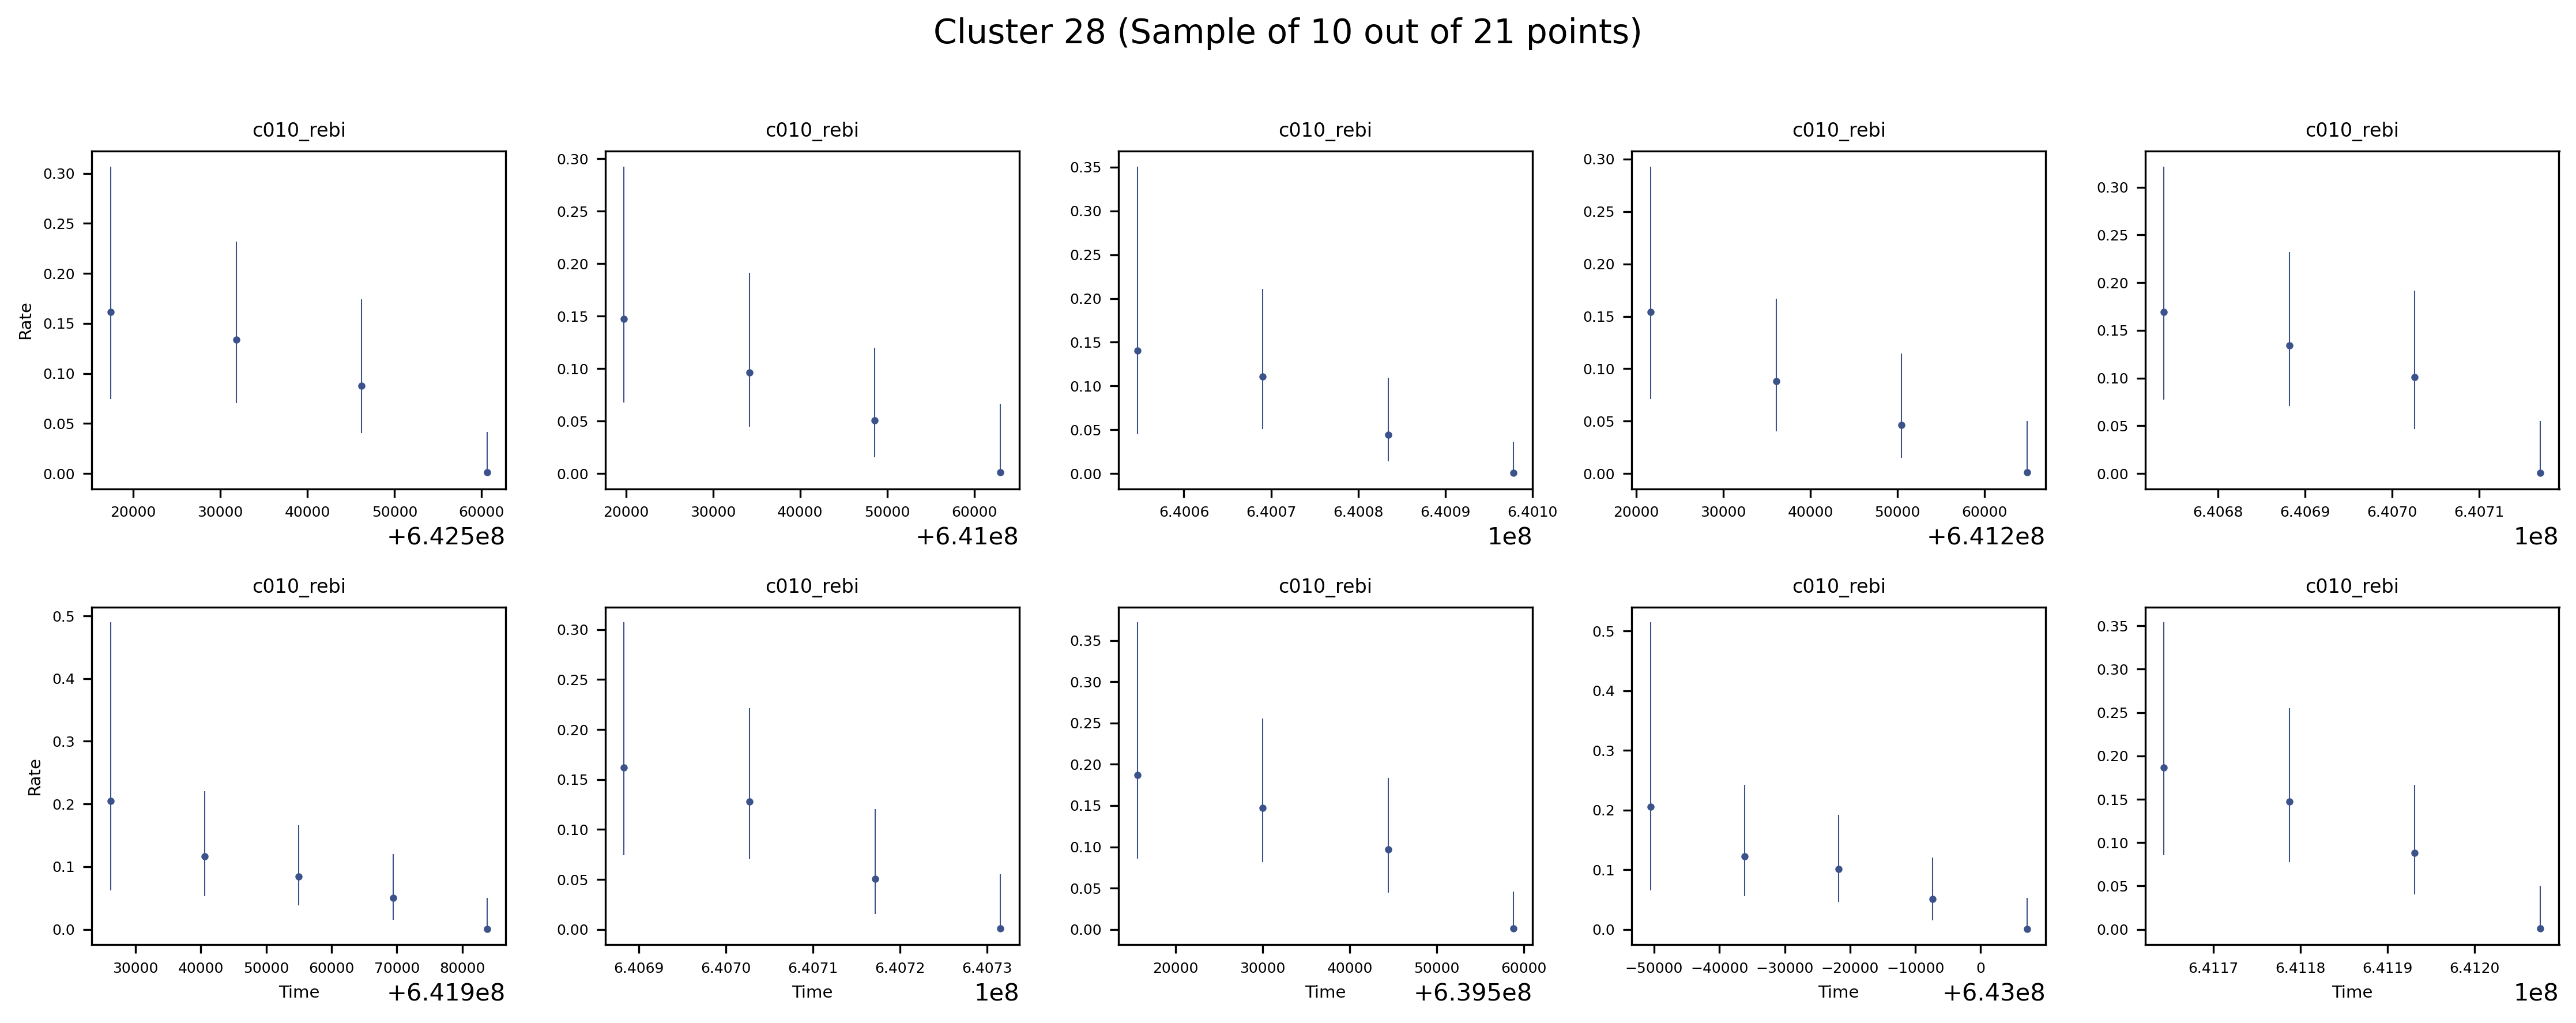 Cluster 28 (Sample of 10 out of 21 points)
c010_rebi c010_rebi c010_rebi c010_rebi c010_rebi
Rate
0.30
0.25
0.20
0.15
0.10
0.05
0.00
20000 30000 40000 50000 60000
+6.425e8
0.30
0.25
0.20
0.15
0.10
0.05
0.00
20000 30000 40000 50000 60000
+6.41e8
0.35
0.30
0.25
0.20
0.15
0.10
0.05
0.00
6.4006 6.4007 6.4008 6.4009 6.4010
1e8
0.30
0.25
0.20
0.15
0.10
0.05
0.00
20000 30000 40000 50000 60000
+6.412e8
0.30
0.25
0.20
0.15
0.10
0.05
0.00
6.4068 6.4069 6.4070 6.4071
1e8
c010_rebi c010_rebi c010_rebi c010_rebi c010_rebi
Rate
0.5
0.4
0.3
0.2
0.1
0.0
30000 40000 50000 60000 70000 80000
Time +6.419e8
0.30
0.25
0.20
0.15
0.10
0.05
0.00
6.4069 6.4070 6.4071 6.4072 6.4073
Time 1e8
0.35
0.30
0.25
0.20
0.15
0.10
0.05
0.00
20000 30000 40000 50000 60000
Time +6.395e8
0.5
0.4
0.3
0.2
0.1
0.0
−50000 −40000 −30000 −20000 −10000 0
Time +6.43e8
0.35
0.30
0.25
0.20
0.15
0.10
0.05
0.00
6.4117 6.4118 6.4119 6.4120
Time 1e8